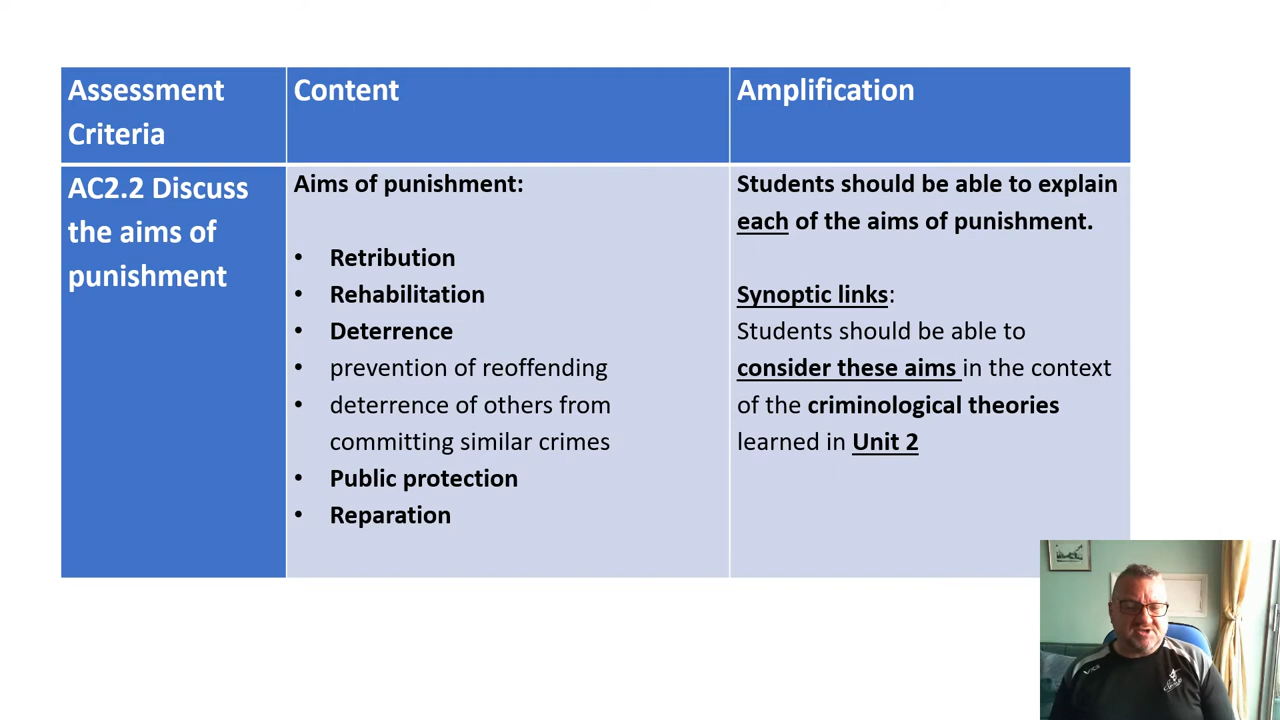 Assessment
Criteria
Content
Amplification
AC2.2 Discuss
the aims of
punishment
Aims of punishment:
• Retribution
• Rehabilitation
• Deterrence
• prevention of reoffending
• deterrence of others from
committing similar crimes
• Public protection
• Reparation
Students should be able to explain
each of the aims of punishment.
Synoptic links:
Students should be able to
consider these aims in the context
of the criminological theories
learned in Unit 2